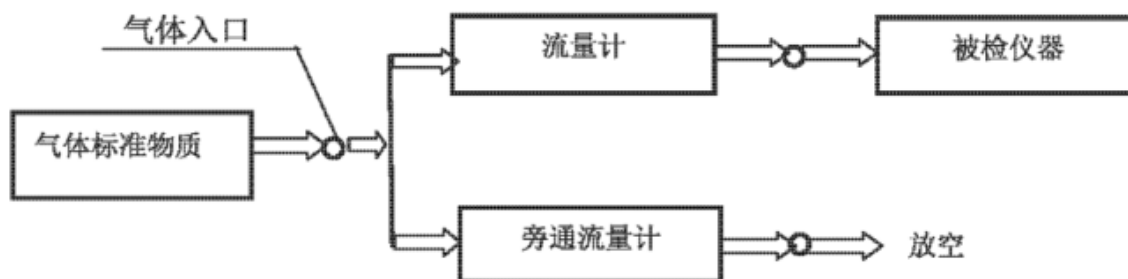 气体入口
流量计
被检仪器
气体标准物质
旁通流量计
放空